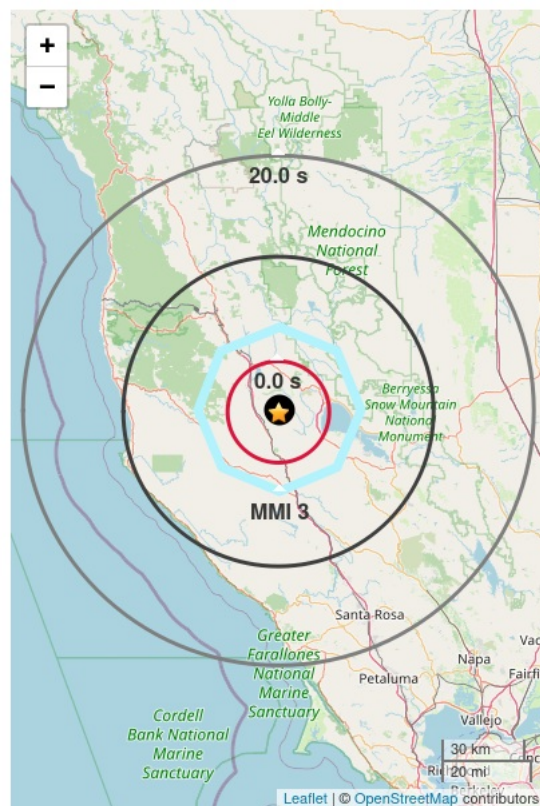 +
−
Yolla Bolly-
Middle
Eel Wilderness
20.0 s
Mendocino
National
Forest
0.0 s
Berryessa
Snow Mountain
National
Monument
MMI 3
Santa Rosa
Greater
Farallones
National
Marine
Sanctuary
Napa
Vac
Petaluma
Fairfi
Cordell
Bank National
Marine
Sanctuary
Vallejo
30 km
20 mi
Leaflet | © OpenStreetMap contributors